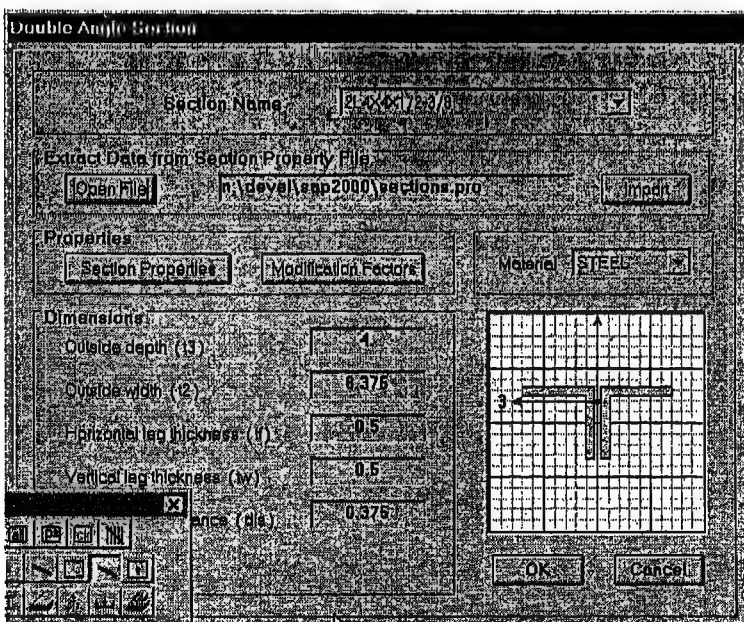 Double Angle Section
Section Name
2L4X4X1/2-3/8
Extract Data from Section Property File
Open File
n:\devel\sap2000\sections.pro
Import
Properties
Section Properties
Modification Factors
Material
STEEL
Dimensions
Outside depth (t3)
4.
Outside width (t2)
8.375
Horizontal leg thickness (tf)
0.5
Vertical leg thickness (tw)
0.5
ance (dis)
0.375
3
OK
Cancel